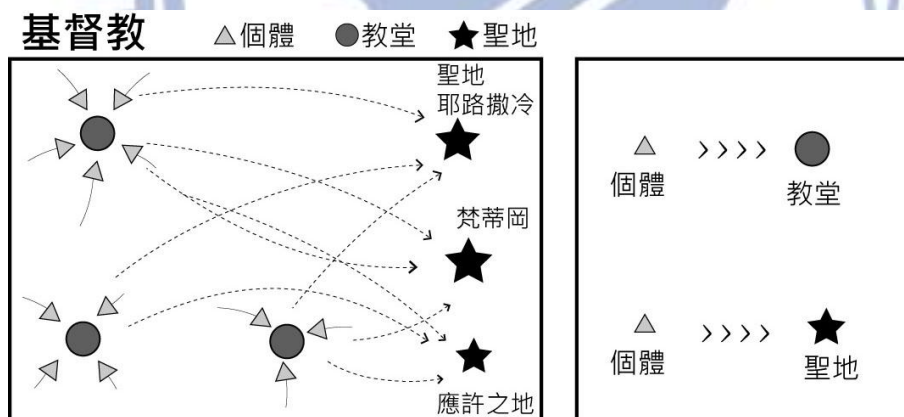 基督教 個體 教堂 聖地
聖地
耶路撒冷
梵蒂岡
應許之地
個體
教堂
個體
聖地